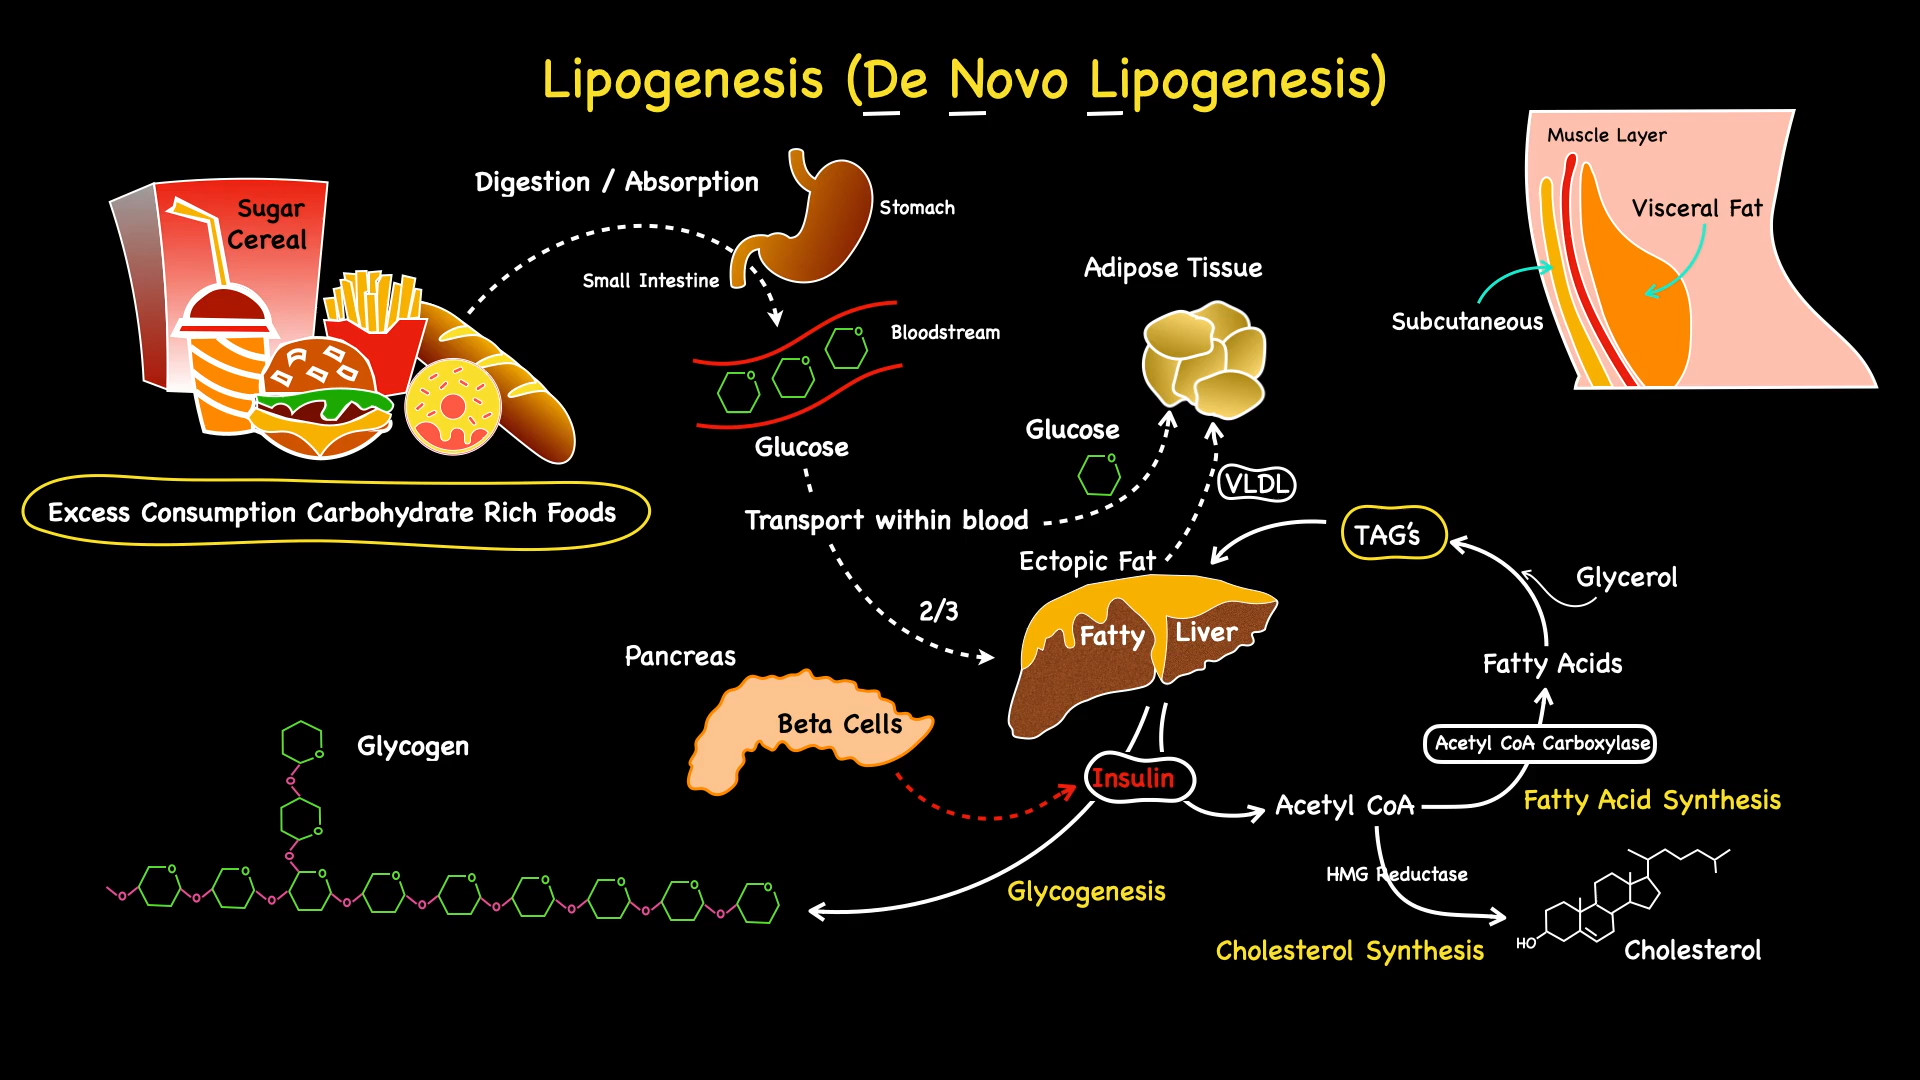 Lipogenesis (De Novo Lipogenesis)
Sugar
Cereal
Digestion / Absorption
Stomach
Small Intestine
Bloodstream
Glucose
Excess Consumption Carbohydrate Rich Foods
Transport within blood
Glucose
Adipose Tissue
VLDL
Muscle Layer
Visceral Fat
Subcutaneous
Ectopic Fat
2/3
Fatty
Liver
TAG's
Glycerol
Fatty Acids
Acetyl CoA Carboxylase
Fatty Acid Synthesis
Pancreas
Beta Cells
Insulin
Acetyl CoA
HMG Reductase
Glycogen
Glycogenesis
Cholesterol Synthesis
HO
Cholesterol